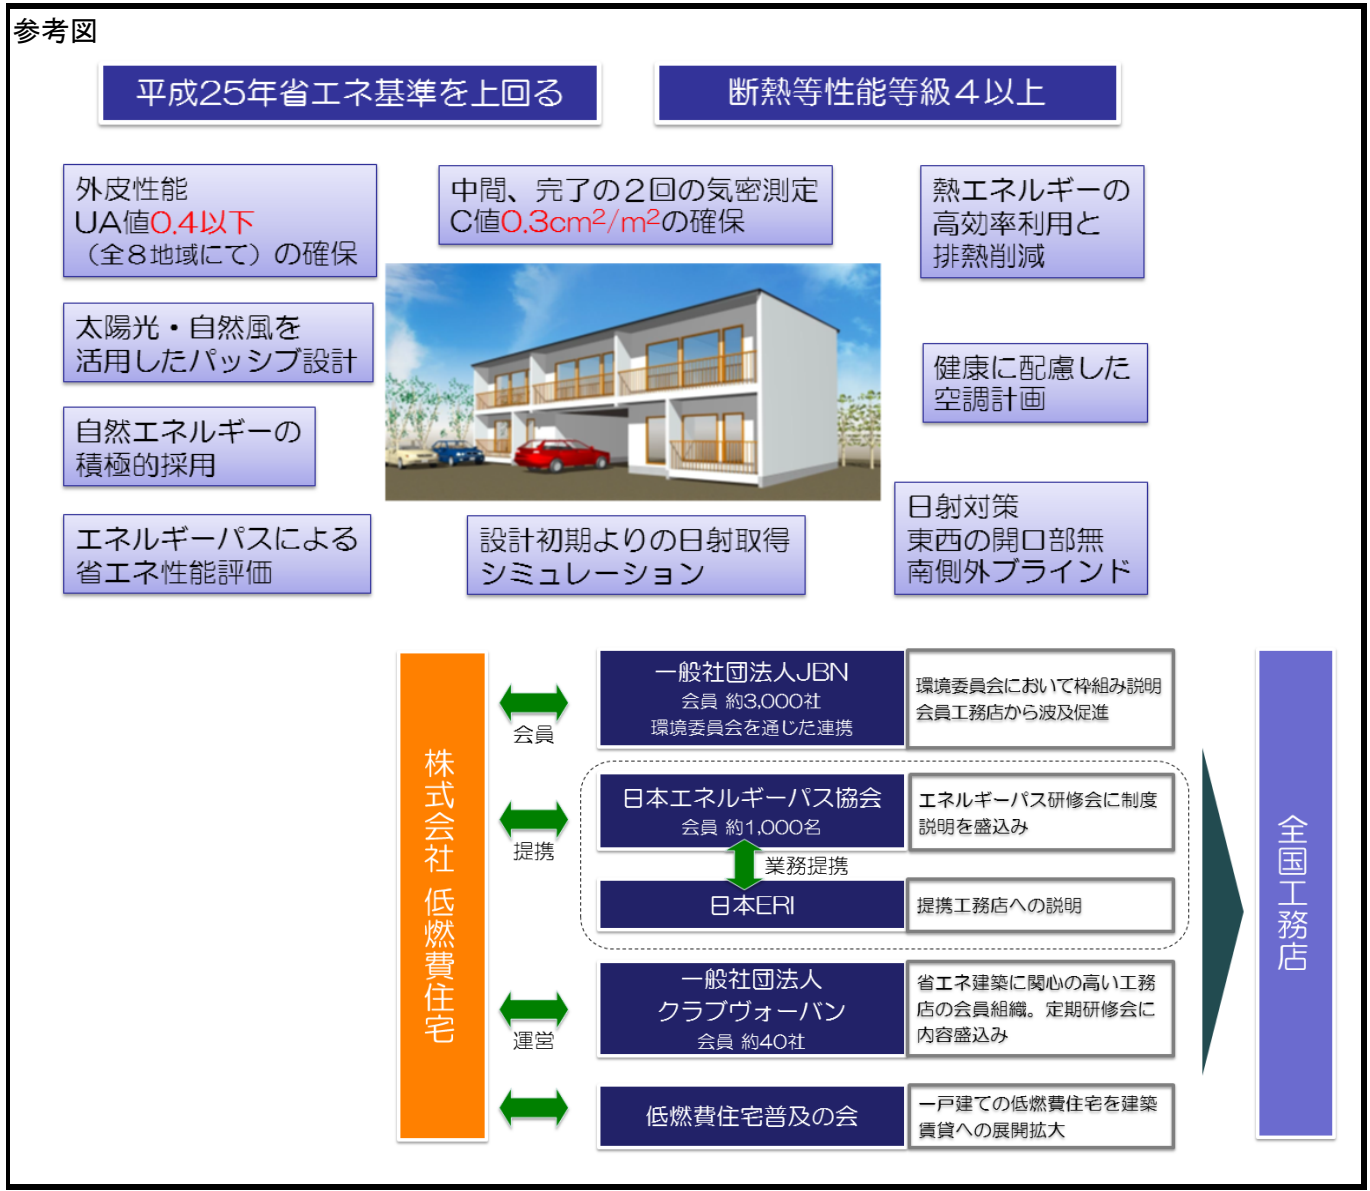 参考図
平成25年省エネ基準を上回る
断熱等性能等級4以上
外皮性能
UA値0.4以下
（全8地域にて）の確保
中間、完了の2回の気密測定
C値0.3cm²/m²の確保
熱エネルギーの
高効率利用と
排熱削減
太陽光・自然風を
活用したパッシブ設計
健康に配慮した
空調計画
自然エネルギーの
積極的採用
エネルギーパスによる
省エネ性能評価
設計初期よりの日射取得
シミュレーション
日射対策
東西の開口部無
南側外ブラインド
株式会社 低燃費住宅
会員
一般社団法人JBN
会員 約3,000社
環境委員会を通じた連携
環境委員会において枠組み説明
会員工務店から波及促進
提携
日本エネルギーパス協会
会員 約1,000名
エネルギーパス研修会に制度
説明を盛込み
業務提携
日本ERI
提携工務店への説明
運営
一般社団法人
クラブヴォーバン
会員 約40社
省エネ建築に関心の高い工務
店の会員組織。定期研修会に
内容盛込み
低燃費住宅普及の会
一戸建ての低燃費住宅を建築
賃貸への展開拡大
全国工務店